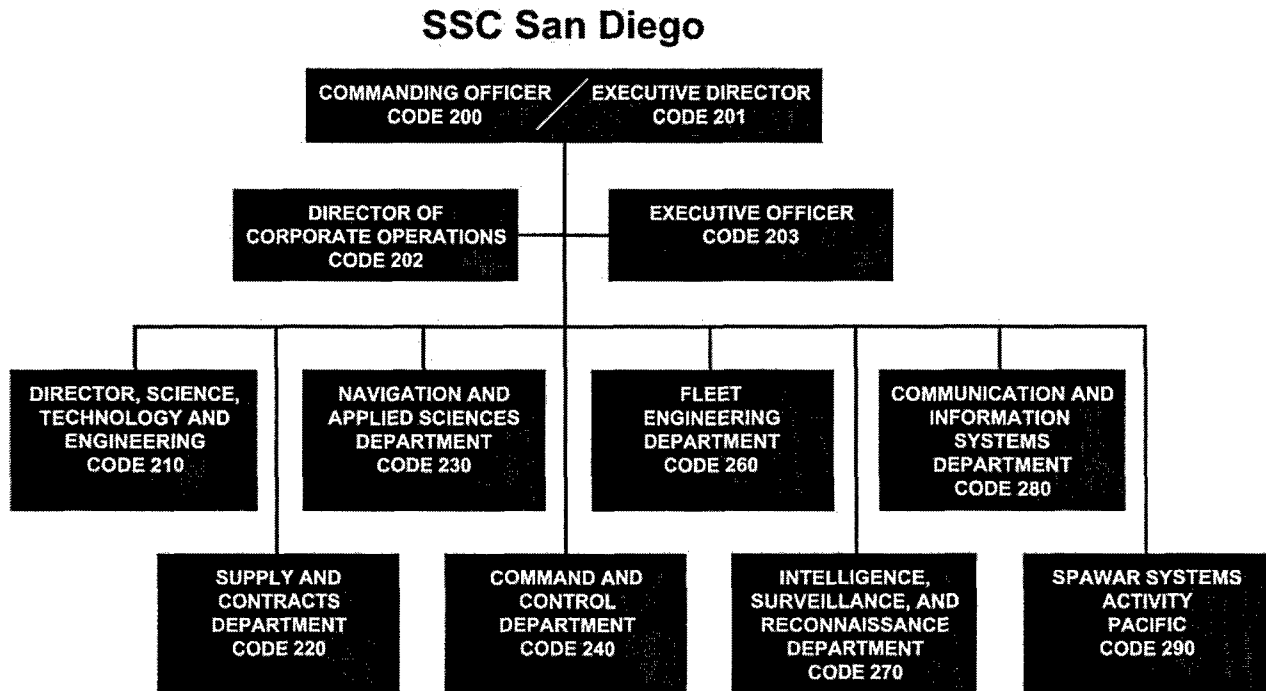 SSC San Diego
COMMANDING OFFICER
CODE 200
EXECUTIVE DIRECTOR
CODE 201
DIRECTOR OF
CORPORATE OPERATIONS
CODE 202
EXECUTIVE OFFICER
CODE 203
DIRECTOR, SCIENCE,
TECHNOLOGY AND
ENGINEERING
CODE 210
NAVIGATION AND
APPLIED SCIENCES
DEPARTMENT
CODE 230
FLEET
ENGINEERING
DEPARTMENT
CODE 260
COMMUNICATION AND
INFORMATION
SYSTEMS
DEPARTMENT
CODE 280
SUPPLY AND
CONTRACTS
DEPARTMENT
CODE 220
COMMAND AND
CONTROL
DEPARTMENT
CODE 240
INTELLIGENCE,
SURVEILLANCE, AND
RECONNAISSANCE
DEPARTMENT
CODE 270
SPAWAR SYSTEMS
ACTIVITY
PACIFIC
CODE 290